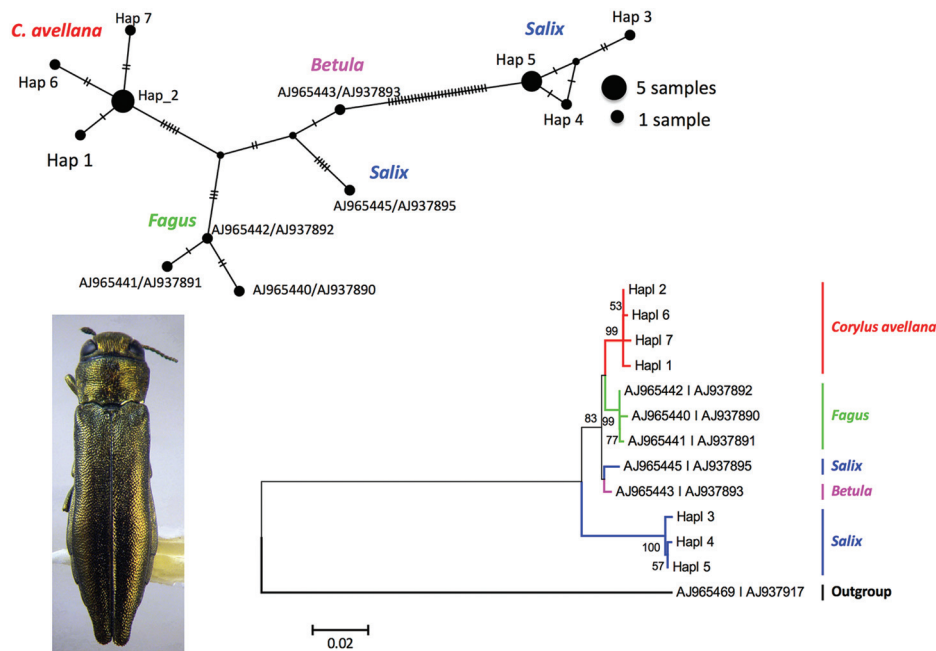 C. avellana
Hap 7
Hap 6
Hap_2
Hap 1
Betula
AJ965443/AJ937893
Salix
Hap 5
Hap 3
Hap 4
5 samples
1 sample
Salix
AJ965445/AJ937895
Fagus
AJ965442/AJ937892
AJ965441/AJ937891
AJ965440/AJ937890
Hapl 2
53
Hapl 6
99
Hapl 7
Hapl 1
Corylus avellana
AJ965442 I AJ937892
83
99
AJ965440 I AJ937890
77
AJ965441 I AJ937891
Fagus
AJ965445 I AJ937895
Salix
AJ965443 I AJ937893
Betula
Hapl 3
100
Hapl 4
57
Hapl 5
Salix
AJ965469 I AJ937917
Outgroup
0.02